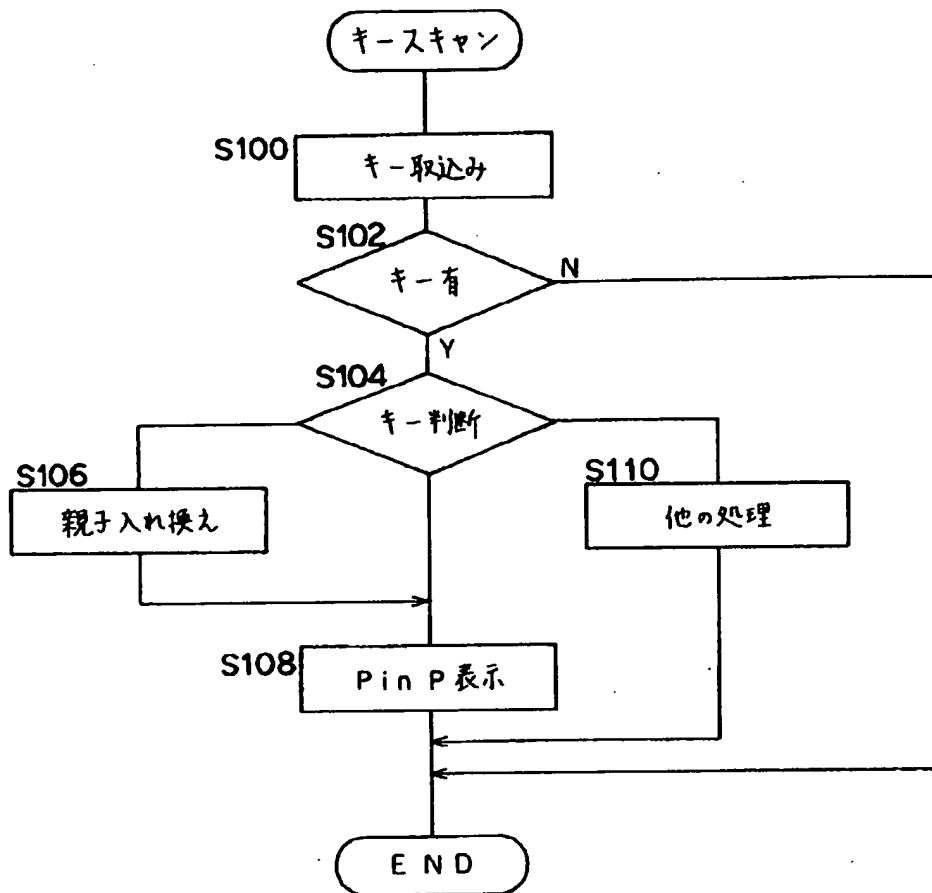 キースキャン
S100
キー取込み
S102
キー有
N
Y
S104
キー判断
S106
親子入れ換え
S110
他の処理
S108
PinP表示
END